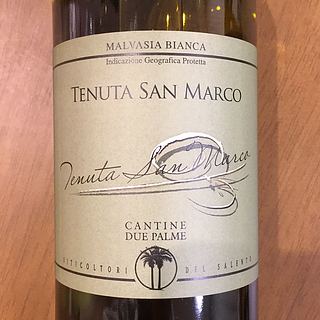 MALVASIA BIANCA
Indicazione Geografica Protetta
TENUTA SAN MARCO
Tenuta San Marco
CANTINE
DUE PALME
VITICOLTORI DEL SALENTO